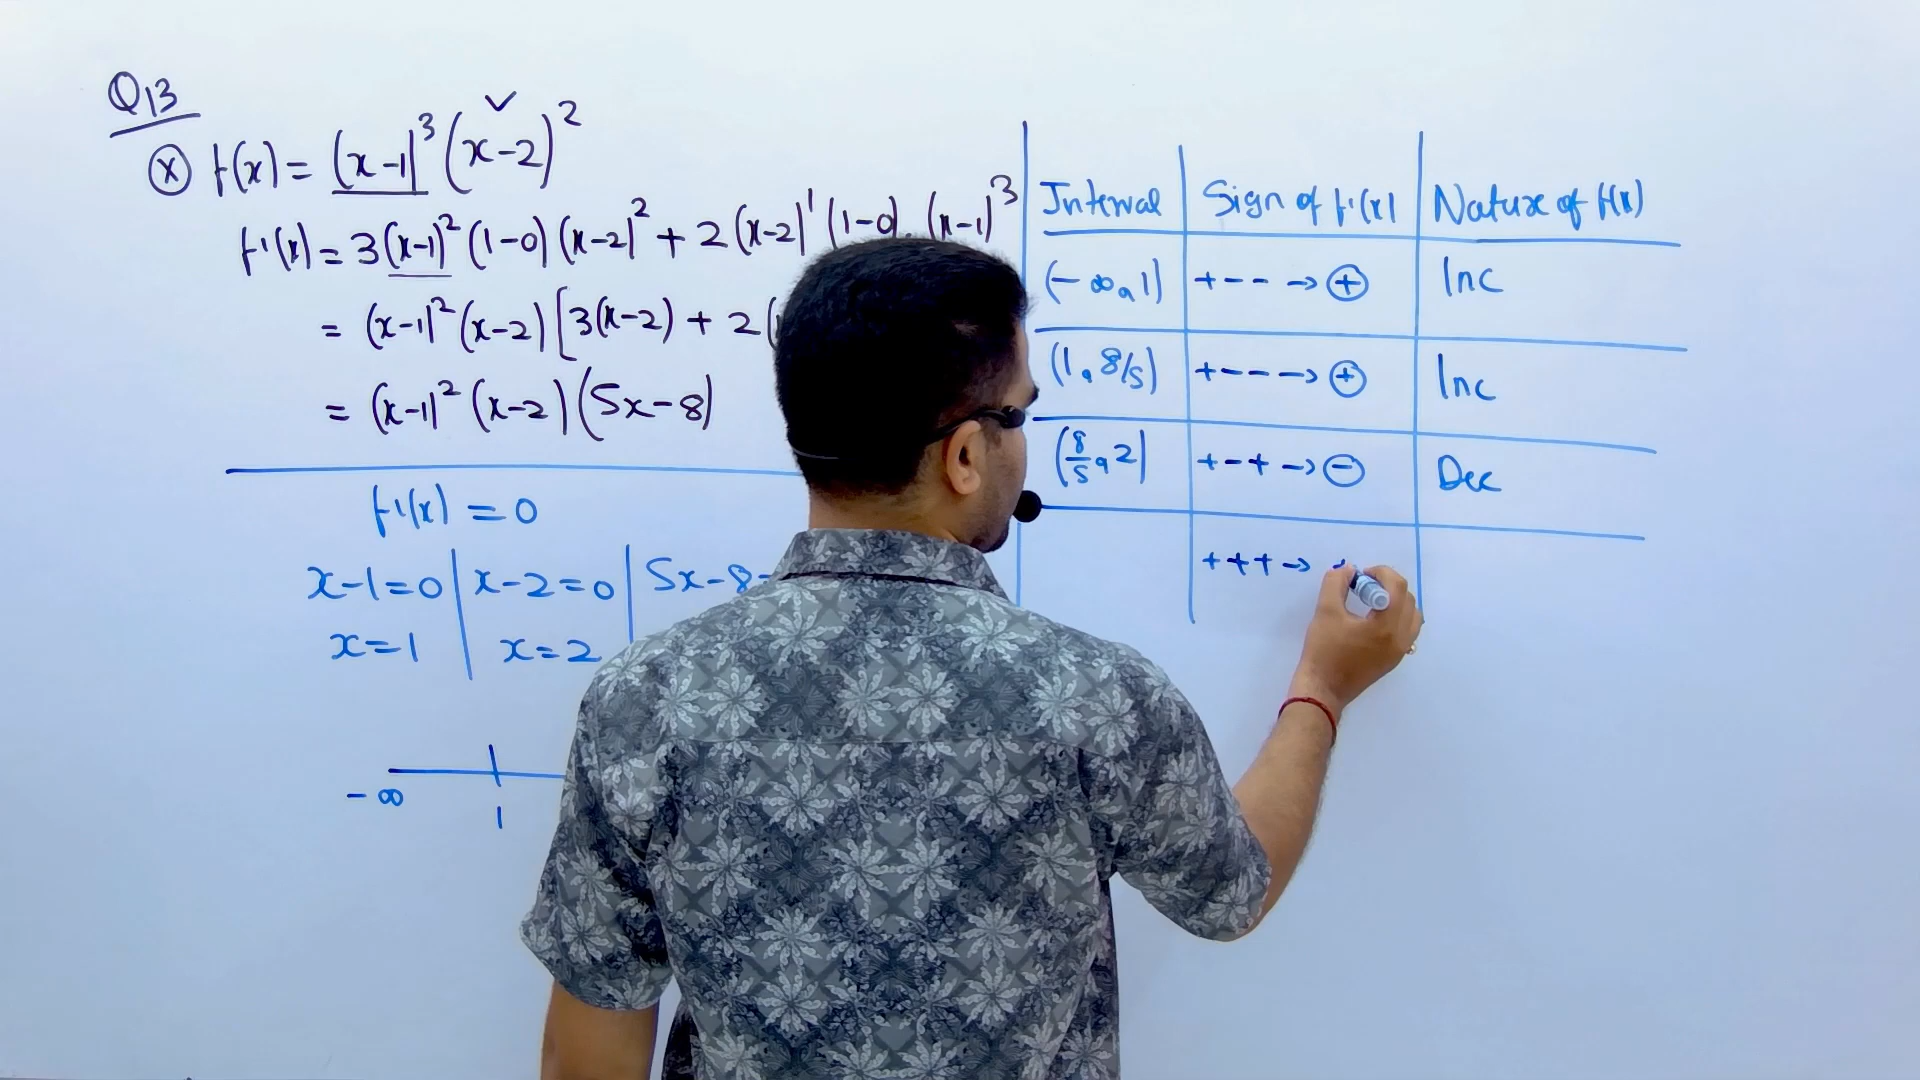 Q13
(x) f(x) = (x-1)³ (x-2)²
f'(x) = 3(x-1)² (1-0) (x-2)² + 2 (x-2)¹ (1-0) . (x-1)³
= (x-1)² (x-2) [3(x-2) + 2(
= (x-1)² (x-2) (5x-8)
f'(x) = 0
x-1=0 | x-2=0 | 5x-8=
x=1 | x=2
-∞ 1
Interval | Sign of f'(x) | Nature of f(x)
(-∞, 1) | + - - → ⊕ | Inc
(1, 8/5) | + - - → ⊕ | Inc
(8/5, 2) | + - + → ⊖ | Dec
+ + + → +